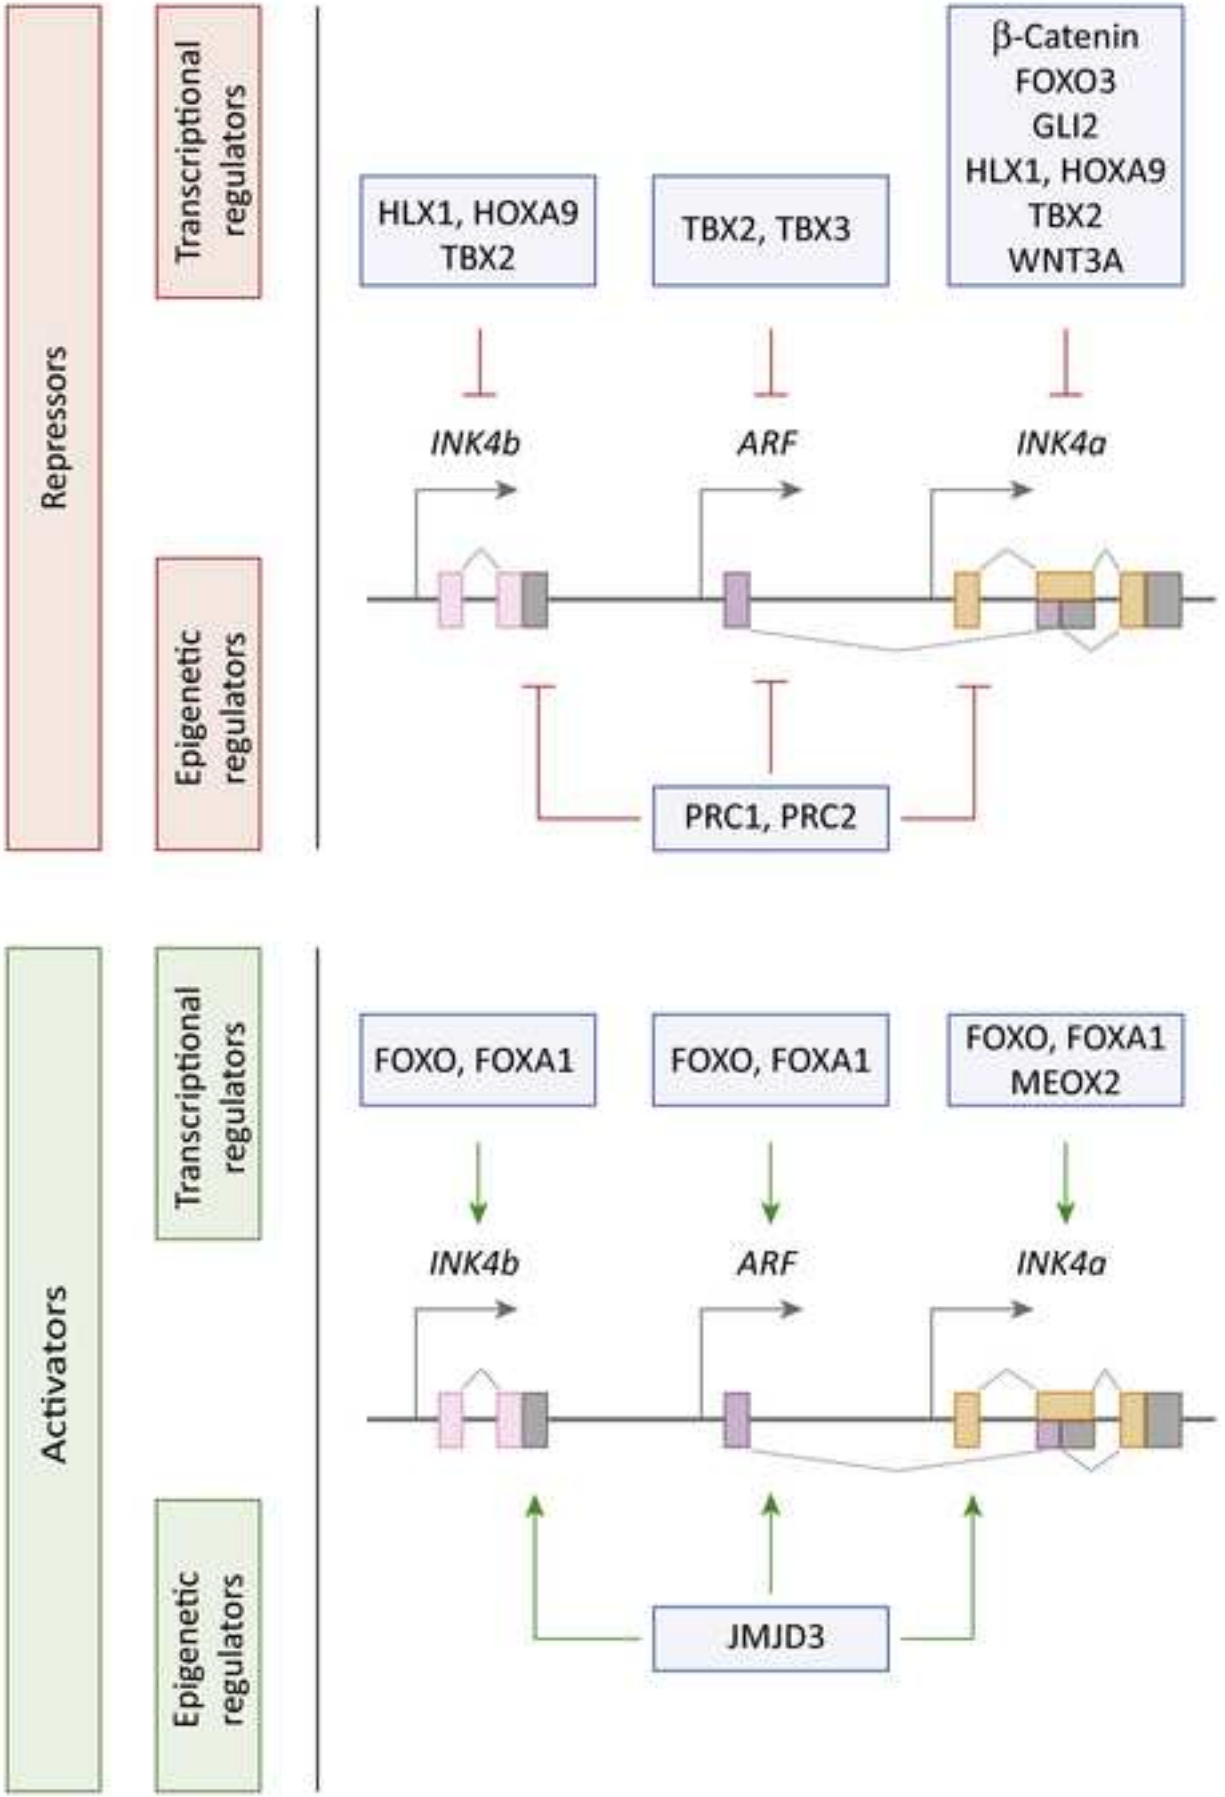 Repressors
Transcriptional
regulators
Epigenetic
regulators
HLX1, HOXA9
TBX2
TBX2, TBX3
β-Catenin
FOXO3
GLI2
HLX1, HOXA9
TBX2
WNT3A
INK4b
ARF
INK4a
PRC1, PRC2
Activators
Transcriptional
regulators
Epigenetic
regulators
FOXO, FOXA1
FOXO, FOXA1
FOXO, FOXA1
MEOX2
INK4b
ARF
INK4a
JMJD3